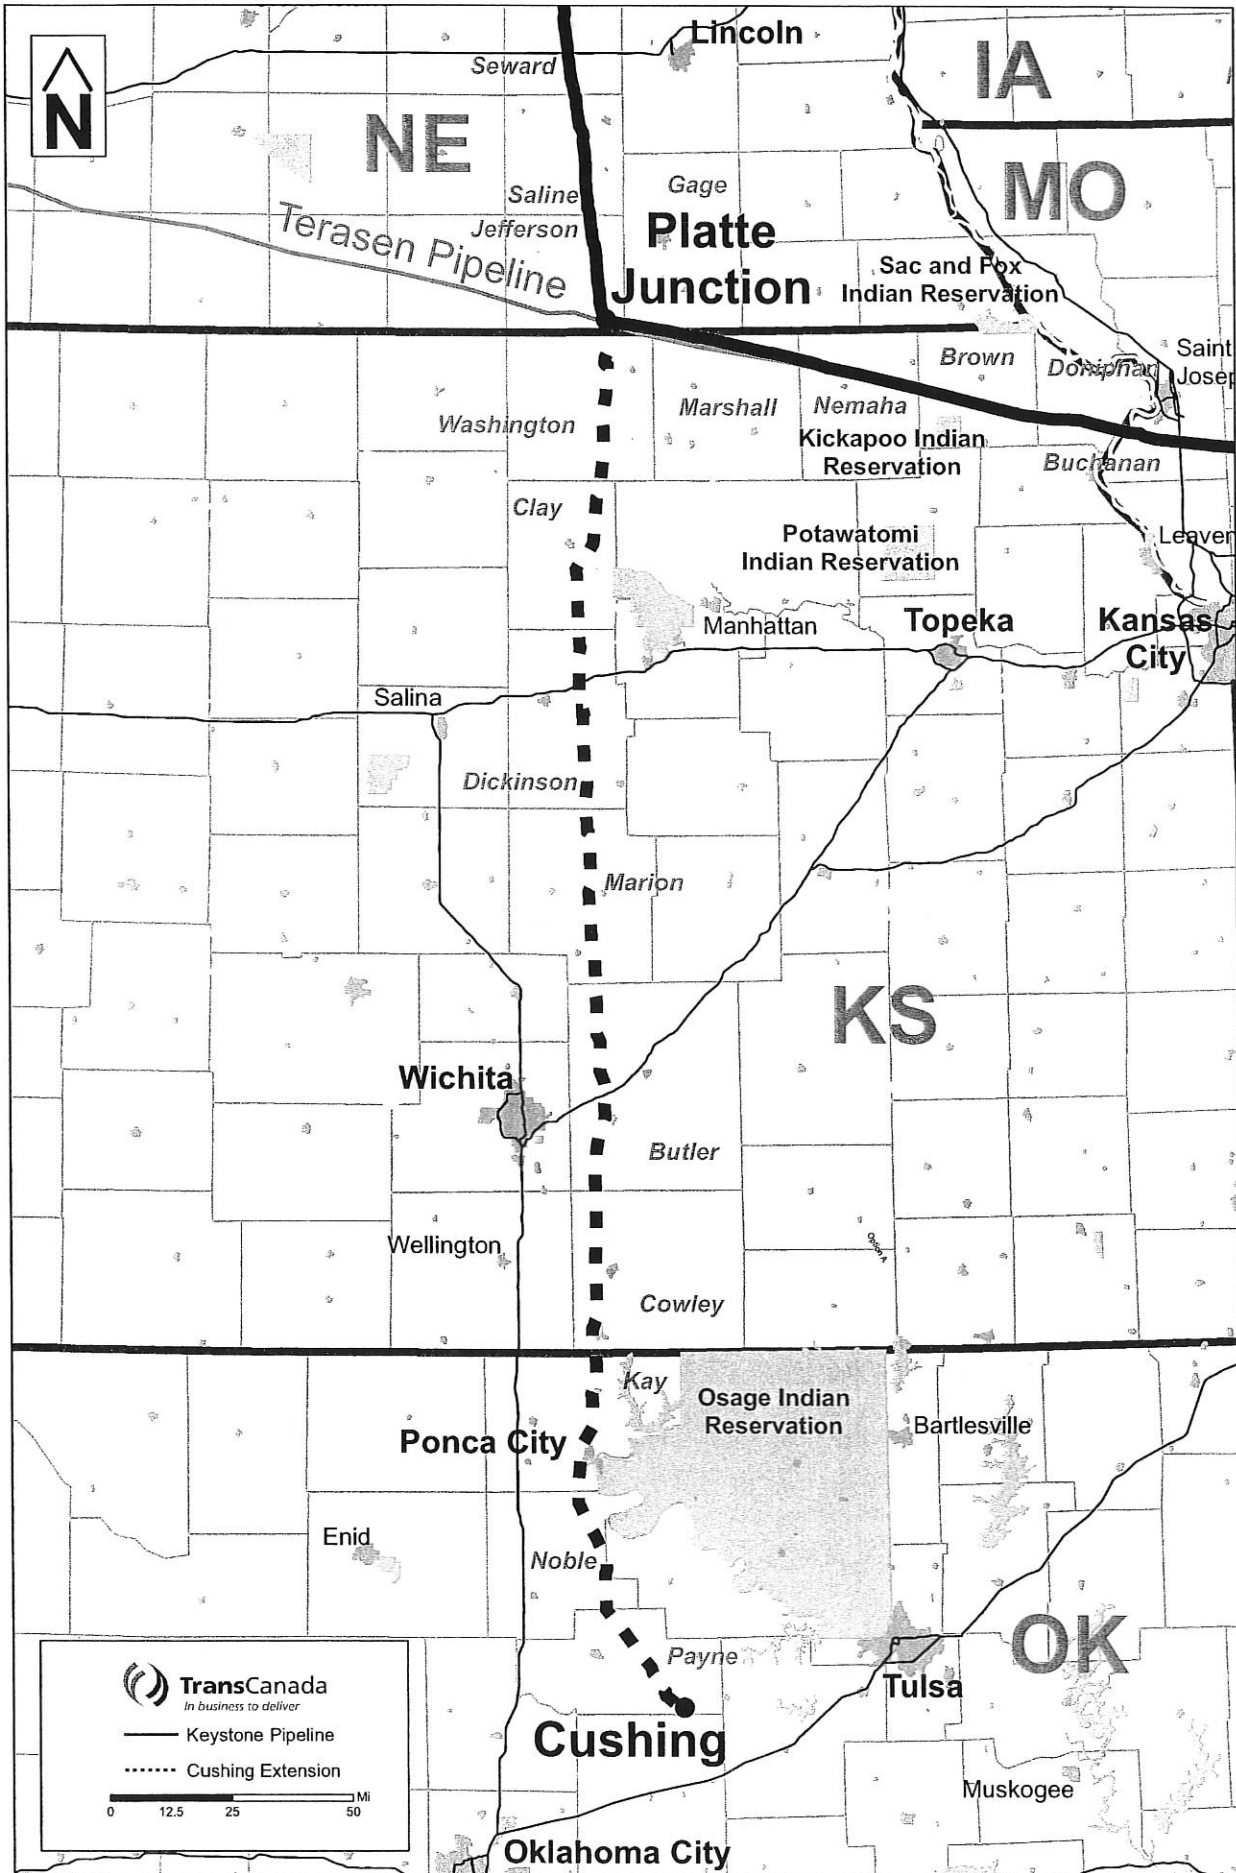 Lincoln
Seward
IA
N
NE
MO
Saline
Gage
Jefferson
Platte
Junction
Terasen Pipeline
Sac and Fox
Indian Reservation
Brown
Doniphan
Saint
Josep
Washington
Marshall
Nemaha
Kickapoo Indian
Reservation
Buchanan
Clay
Potawatomi
Indian Reservation
Leaven
Manhattan
Topeka
Kansas
City
Salina
Dickinson
Marion
KS
Wichita
Butler
Wellington
Option A
Cowley
Kay
Osage Indian
Reservation
Ponca City
Bartlesville
Enid
Noble
OK
Payne
Tulsa
Cushing
Muskogee
Oklahoma City
TransCanada
In business to deliver
Keystone Pipeline
Cushing Extension
Mi
0 12.5 25 50